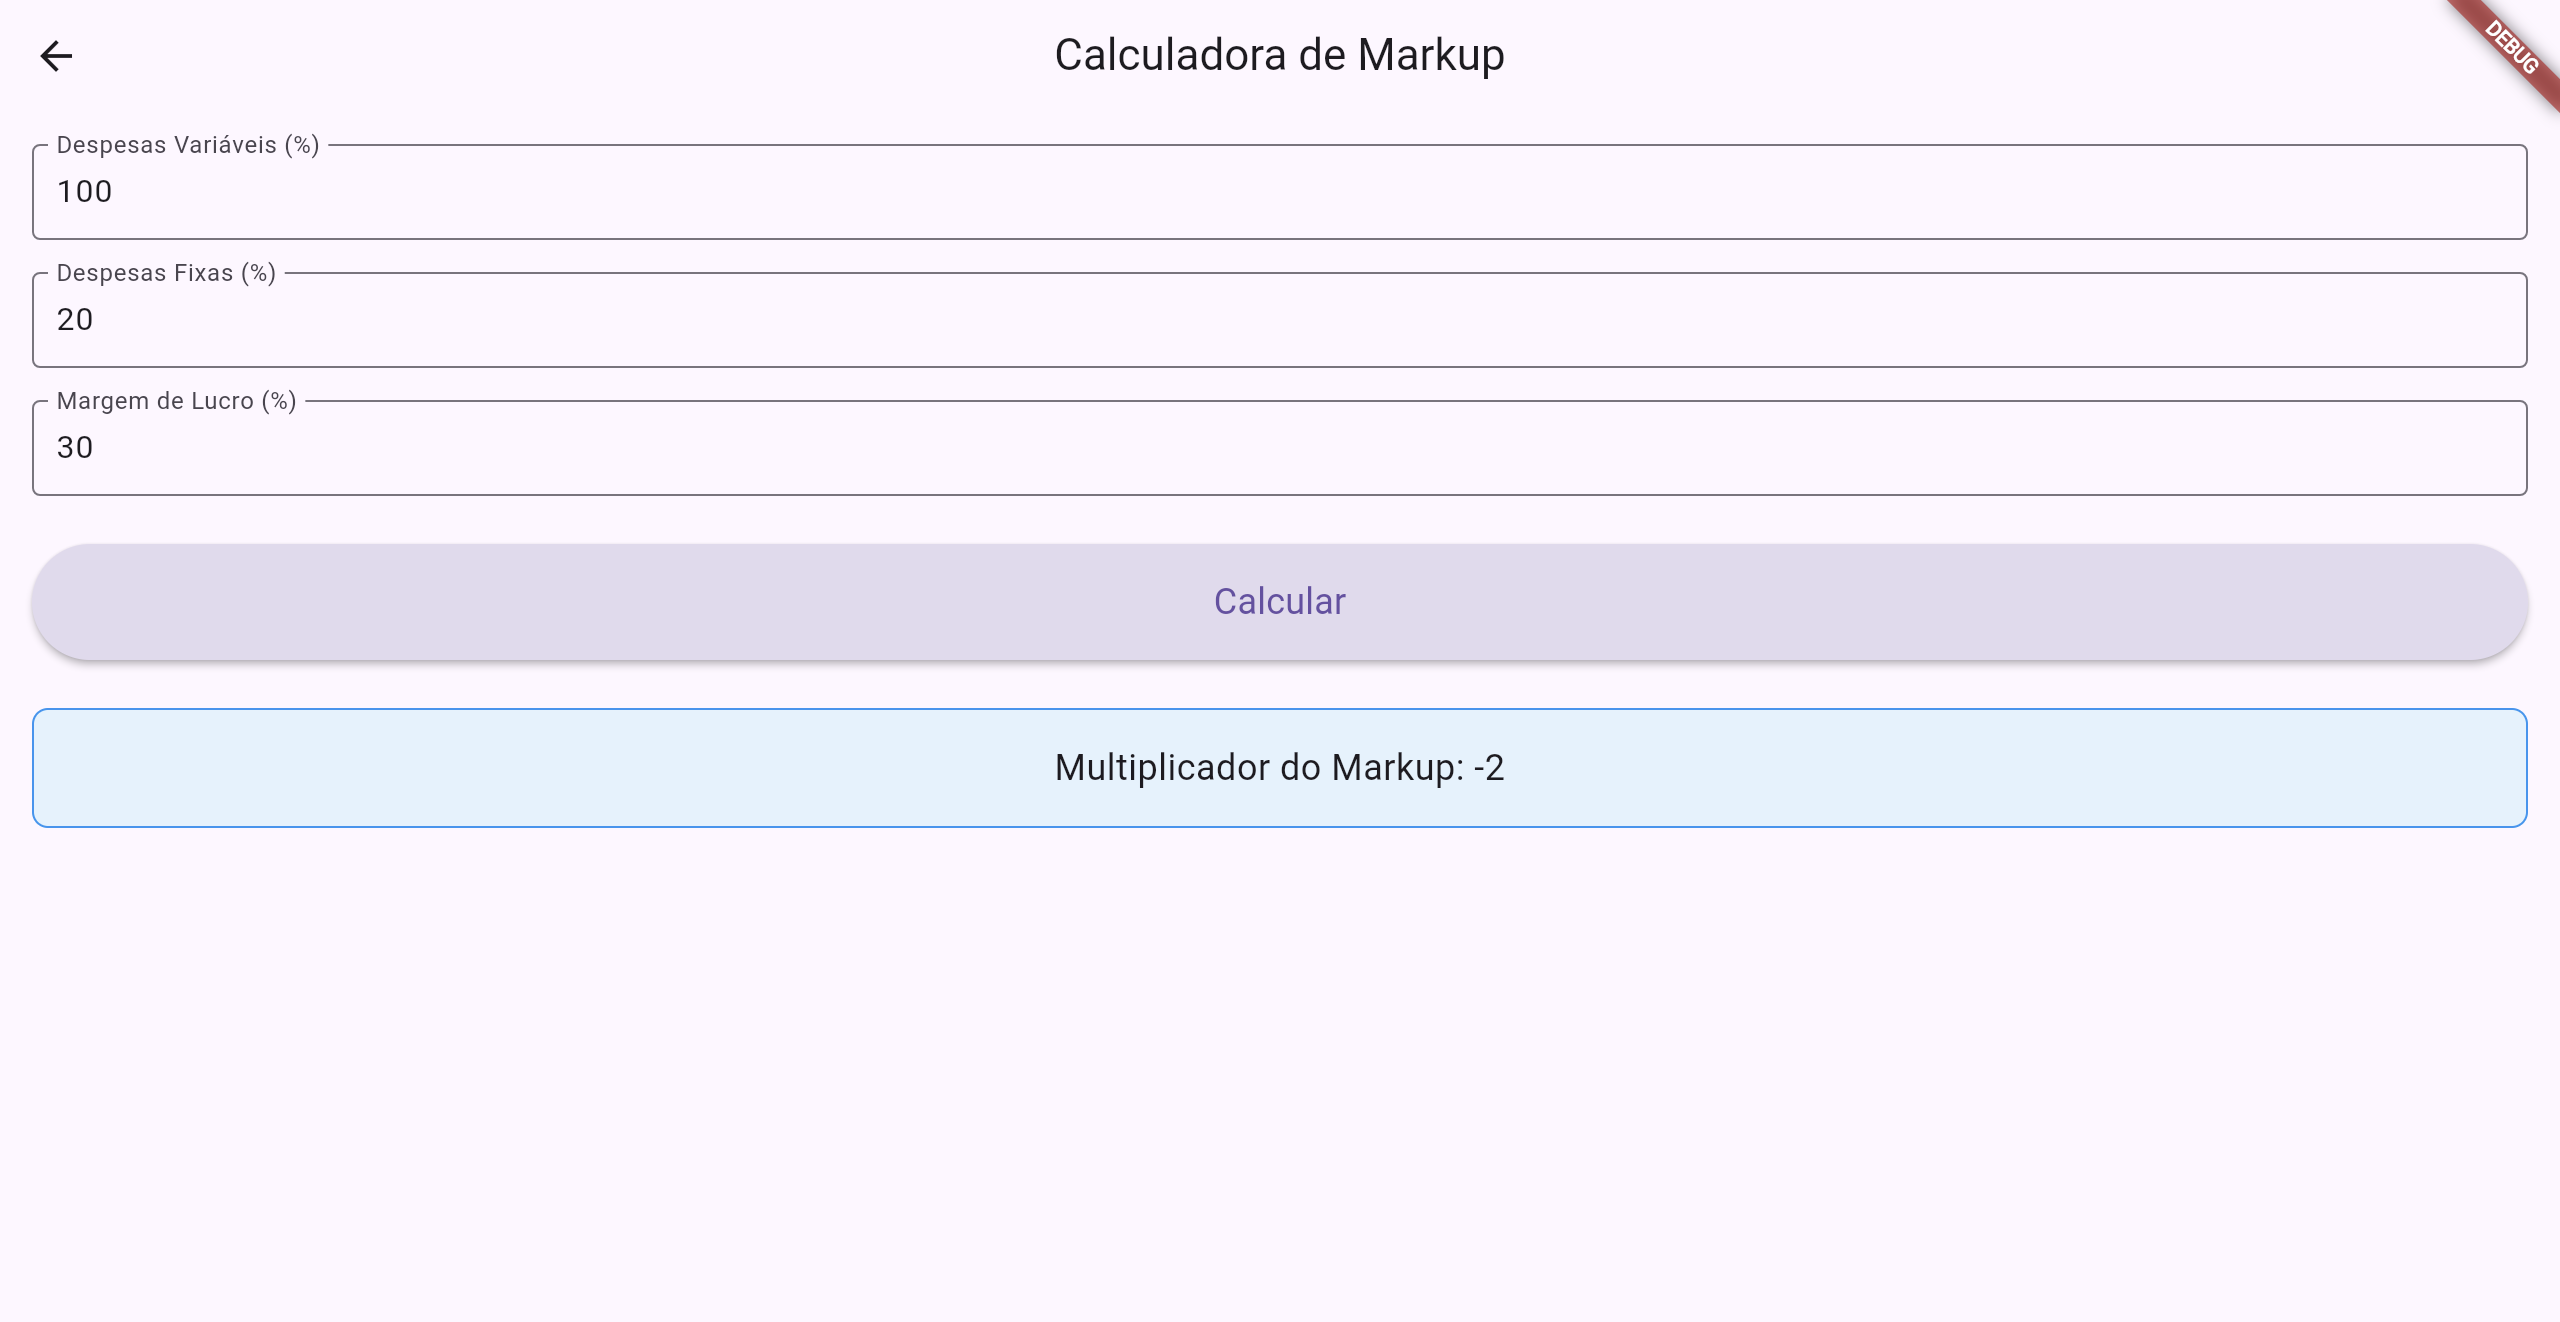 Calculadora de Markup
DEBUG
Despesas Variáveis (%)
100
Despesas Fixas (%)
20
Margem de Lucro (%)
30
Calcular
Multiplicador do Markup: -2